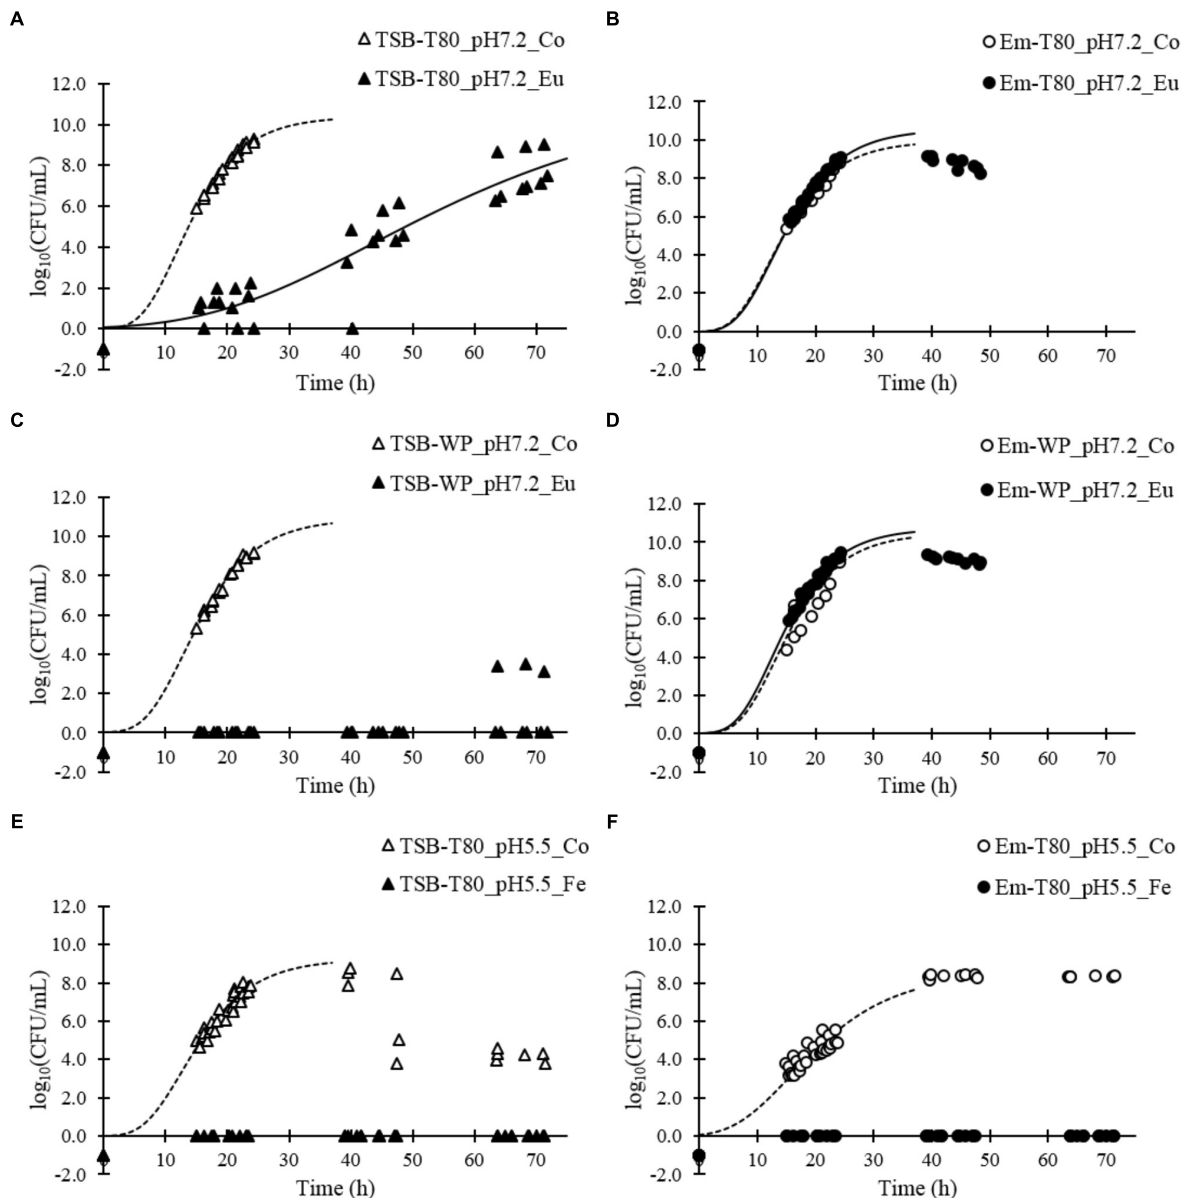 A
TSB-T80_pH7.2_Co
TSB-T80_pH7.2_Eu
12.0
10.0
8.0
6.0
4.0
2.0
0.0
-2.0
10 20 30 40 50 60 70
log10(CFU/mL)
Time (h)
B
Em-T80_pH7.2_Co
Em-T80_pH7.2_Eu
12.0
10.0
8.0
6.0
4.0
2.0
0.0
-2.0
10 20 30 40 50 60 70
log10(CFU/mL)
Time (h)
C
TSB-WP_pH7.2_Co
TSB-WP_pH7.2_Eu
12.0
10.0
8.0
6.0
4.0
2.0
0.0
-2.0
10 20 30 40 50 60 70
log10(CFU/mL)
Time (h)
D
Em-WP_pH7.2_Co
Em-WP_pH7.2_Eu
12.0
10.0
8.0
6.0
4.0
2.0
0.0
-2.0
10 20 30 40 50 60 70
log10(CFU/mL)
Time (h)
E
TSB-T80_pH5.5_Co
TSB-T80_pH5.5_Fe
12.0
10.0
8.0
6.0
4.0
2.0
0.0
-2.0
10 20 30 40 50 60 70
log10(CFU/mL)
Time (h)
F
Em-T80_pH5.5_Co
Em-T80_pH5.5_Fe
12.0
10.0
8.0
6.0
4.0
2.0
0.0
-2.0
10 20 30 40 50 60 70
log10(CFU/mL)
Time (h)